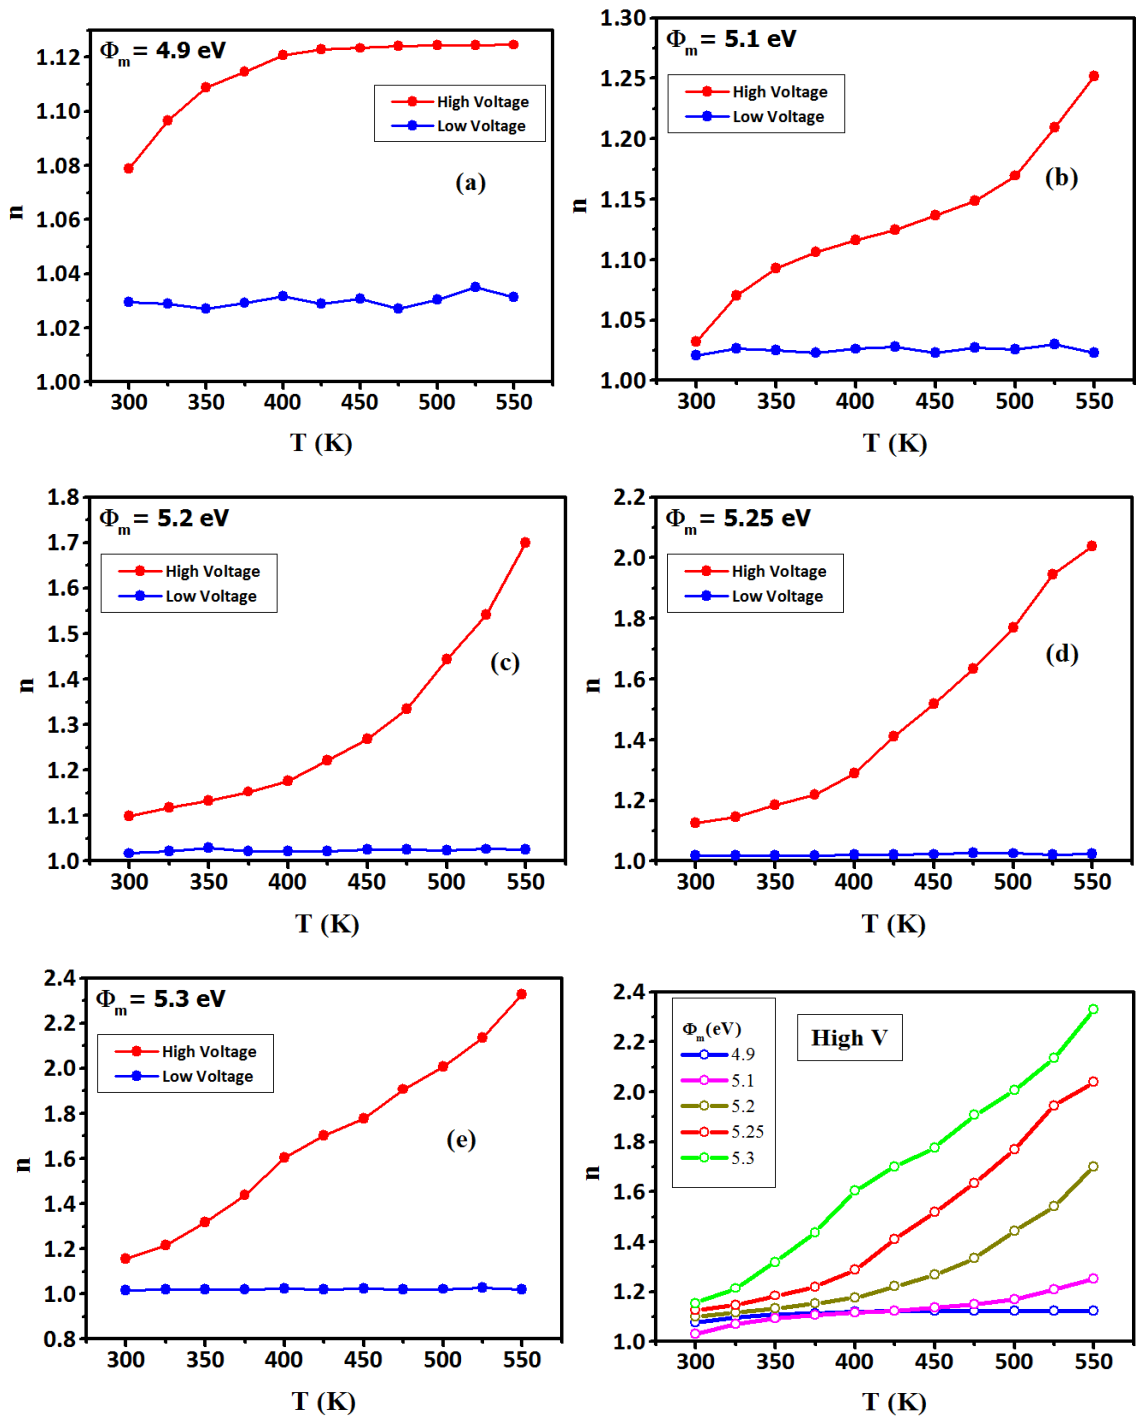 Φm = 4.9 eV
High Voltage
Low Voltage
(a)
1.12
1.10
1.08
1.06
1.04
1.02
1.00
n
300 350 400 450 500 550
T (K)
Φm = 5.1 eV
High Voltage
Low Voltage
(b)
1.30
1.25
1.20
1.15
1.10
1.05
1.00
n
300 350 400 450 500 550
T (K)
Φm = 5.2 eV
High Voltage
Low Voltage
(c)
1.8
1.7
1.6
1.5
1.4
1.3
1.2
1.1
1.0
n
300 350 400 450 500 550
T (K)
Φm = 5.25 eV
High Voltage
Low Voltage
(d)
2.2
2.0
1.8
1.6
1.4
1.2
1.0
n
300 350 400 450 500 550
T (K)
Φm = 5.3 eV
High Voltage
Low Voltage
(e)
2.4
2.2
2.0
1.8
1.6
1.4
1.2
1.0
0.8
n
300 350 400 450 500 550
T (K)
Φm(eV)
4.9
5.1
5.2
5.25
5.3
High V
2.4
2.2
2.0
1.8
1.6
1.4
1.2
1.0
n
300 350 400 450 500 550
T (K)